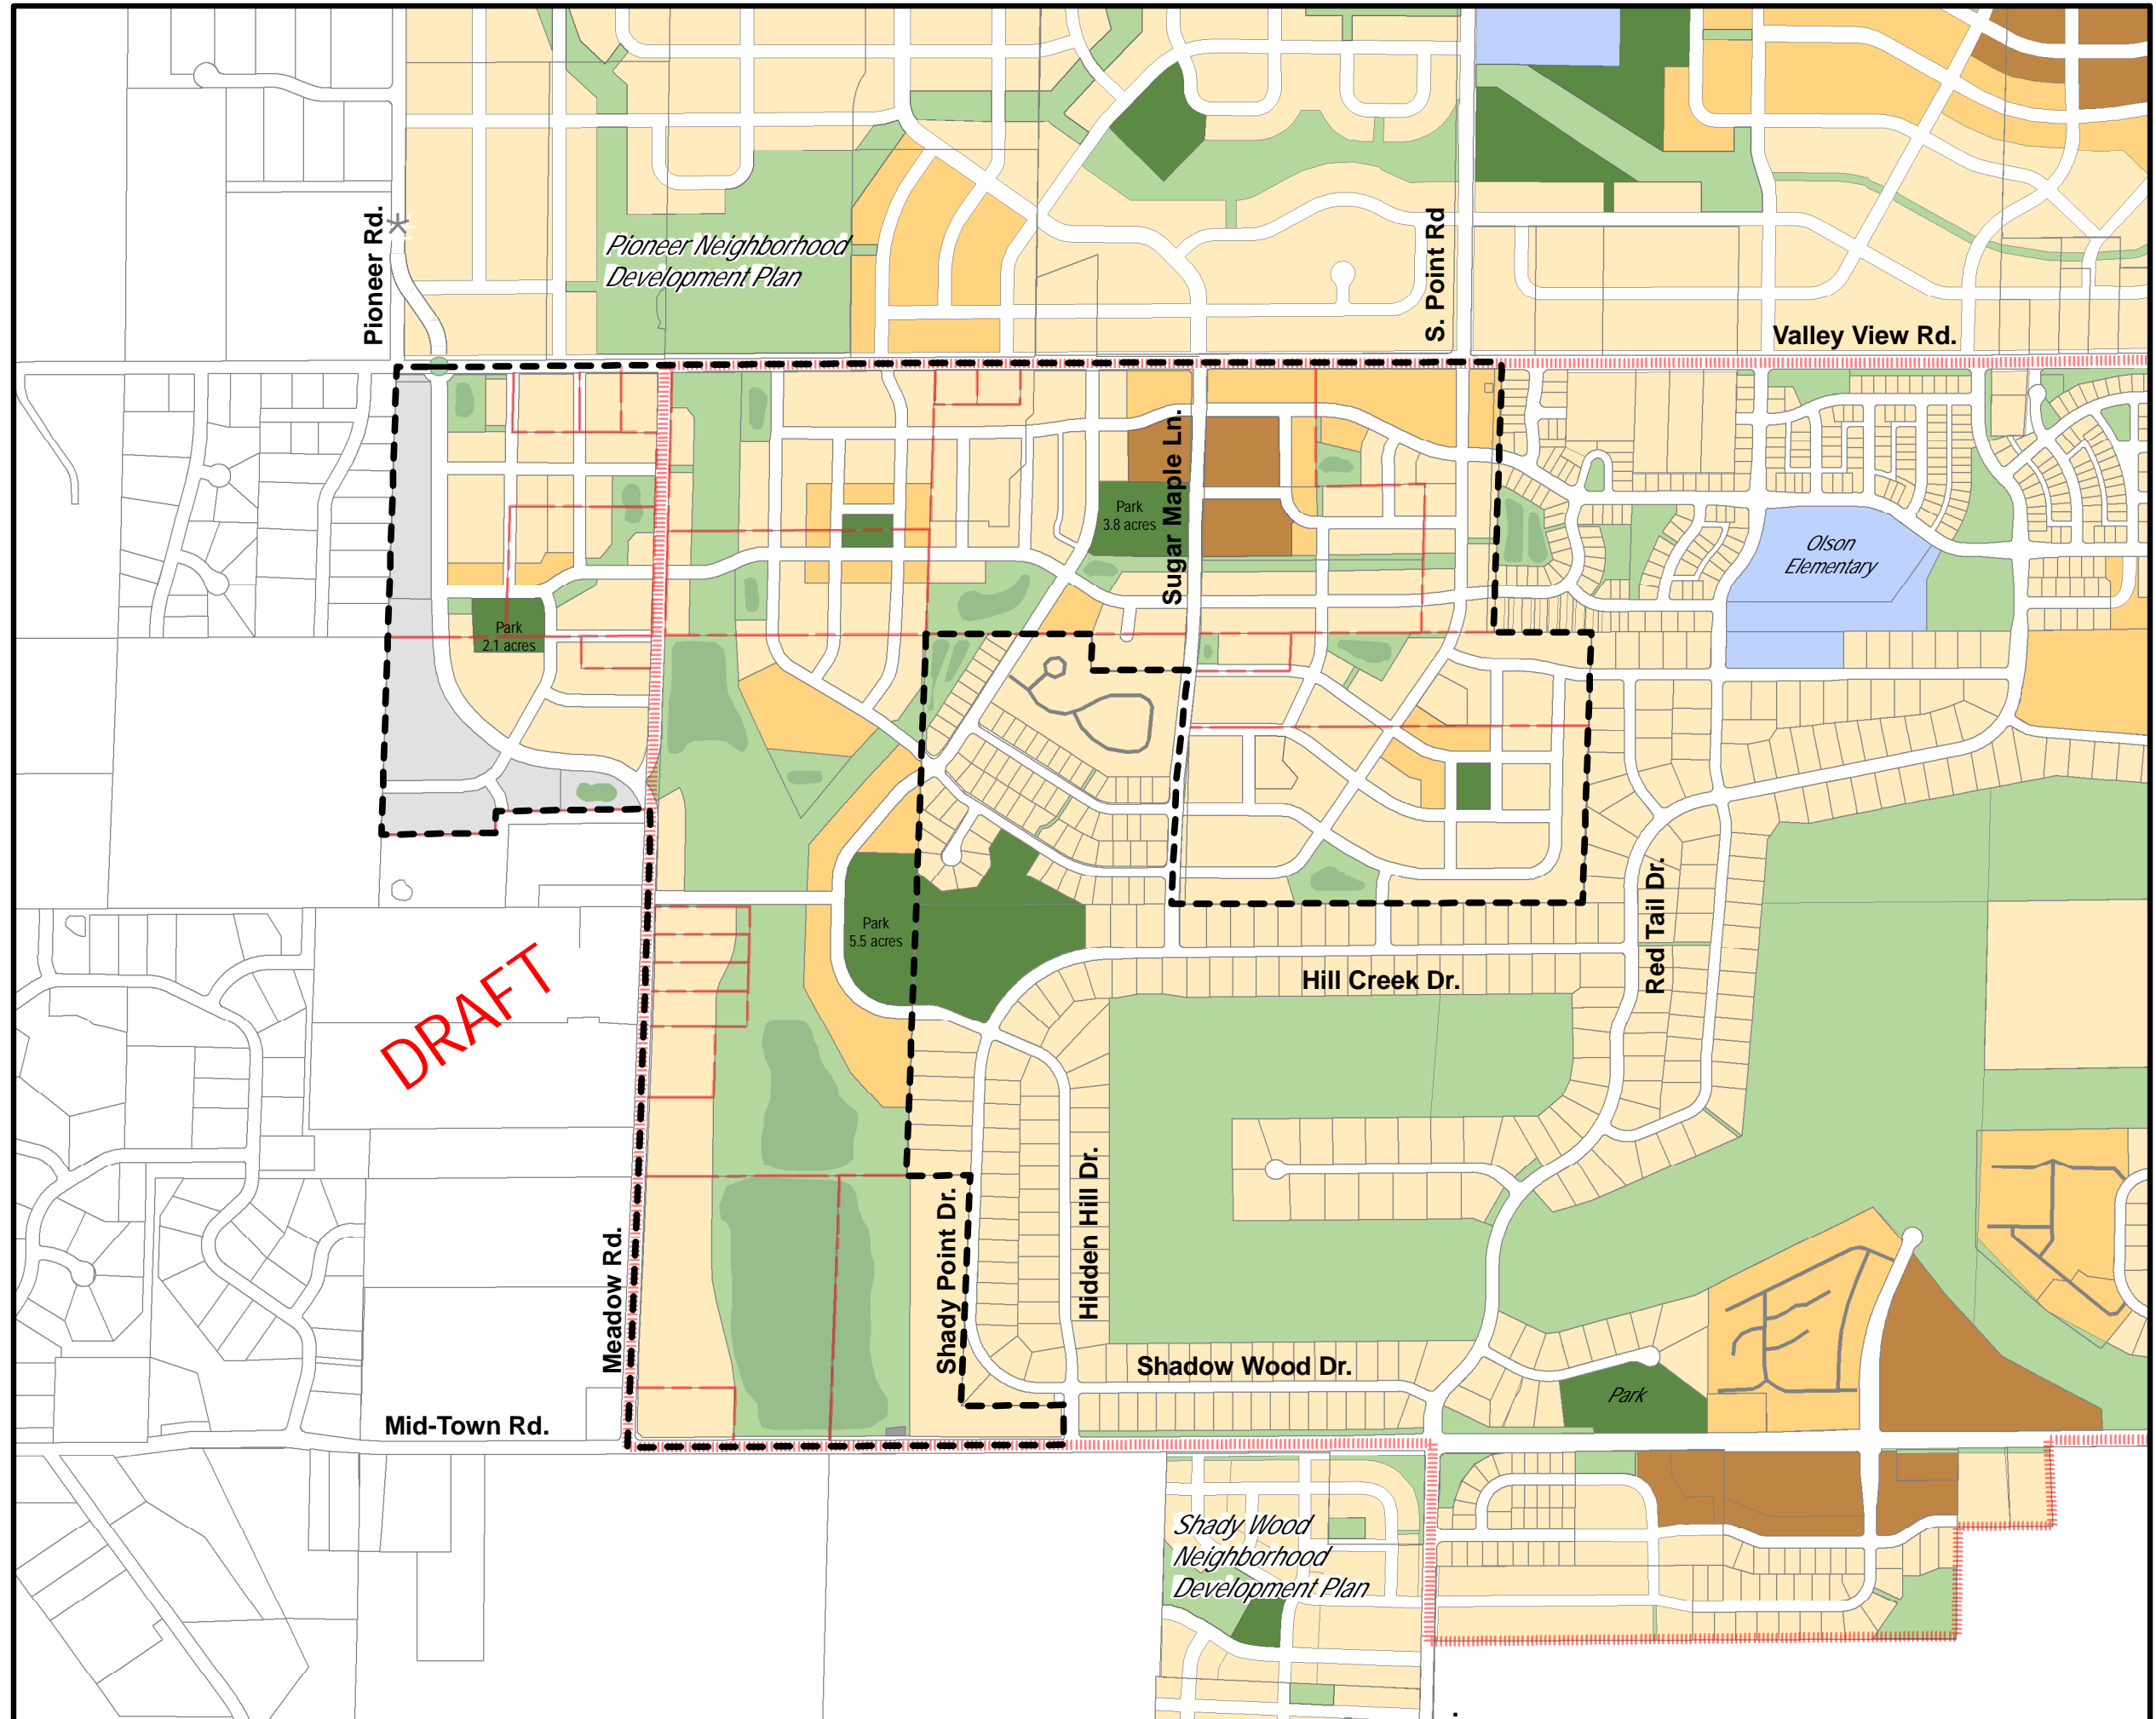 Pioneer Rd.
Pioneer Neighborhood
Development Plan
S. Point Rd
Valley View Rd.
Sugar Maple Ln.
Park
3.8 acres
Olson
Elementary
Park
2.1 acres
Park
5.5 acres
Red Tail Dr.
Hill Creek Dr.
DRAFT
Meadow Rd.
Shady Point Dr.
Hidden Hill Dr.
Shadow Wood Dr.
Park
Mid-Town Rd.
Shady Wood
Neighborhood
Development Plan